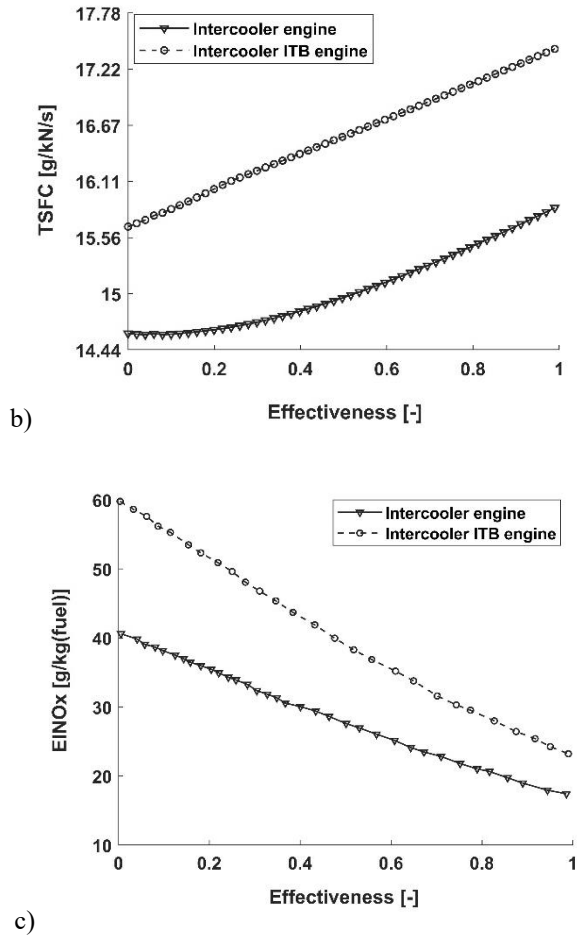 17.78
17.22
16.67
16.11
15.56
15
14.44
TSFC [g/kN/s]
Intercooler engine
Intercooler ITB engine
0 0.2 0.4 0.6 0.8 1
Effectiveness [-]
b)
60
50
40
30
20
10
EINOx [g/kg(fuel)]
Intercooler engine
Intercooler ITB engine
0 0.2 0.4 0.6 0.8 1
Effectiveness [-]
c)